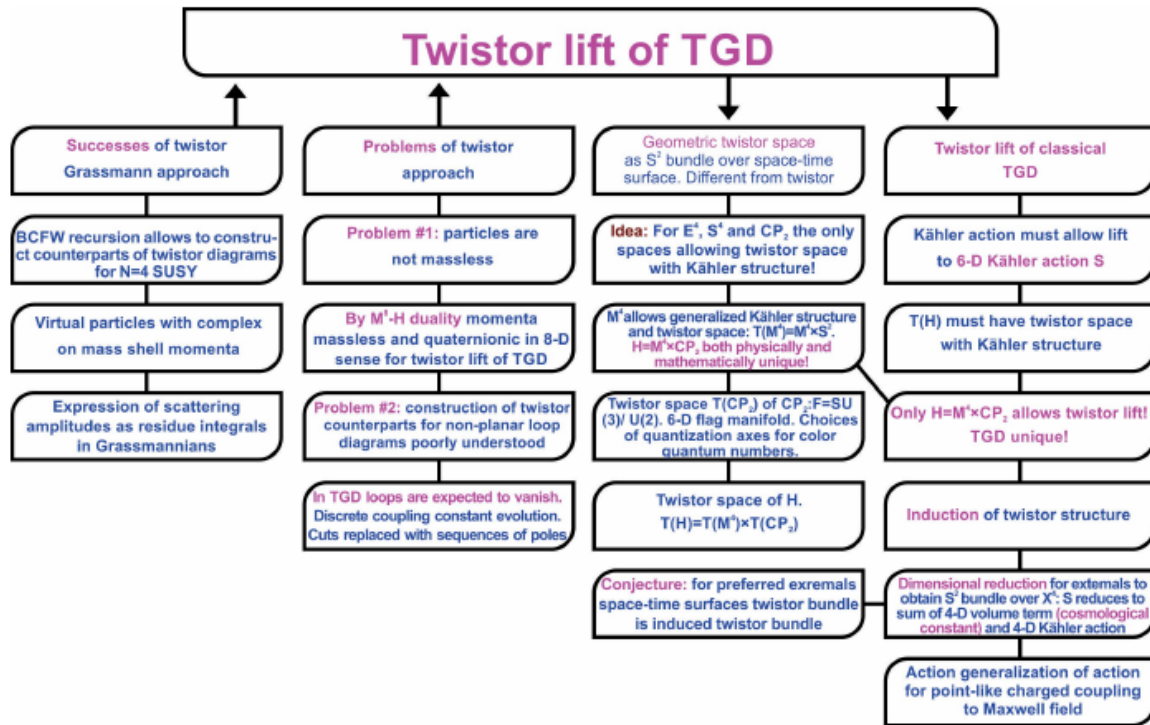 Twistor lift of TGD
Successes of twistor
Grassmann approach
BCFW recursion allows to constru-
ct counterparts of twistor diagrams
for N=4 SUSY
Virtual particles with complex
on mass shell momenta
Expression of scattering
amplitudes as residue integrals
in Grassmannians
Problems of twistor
approach
Problem #1: particles are
not massless
By M⁸-H duality momenta
massless and quaternionic in 8-D
sense for twistor lift of TGD
Problem #2: construction of twistor
counterparts for non-planar loop
diagrams poorly understood
In TGD loops are expected to vanish.
Discrete coupling constant evolution.
Cuts replaced with sequences of poles
Geometric twistor space
as S² bundle over space-time
surface. Different from twistor
Idea: For E⁴, S⁴ and CP₂ the only
spaces allowing twistor space
with Kähler structure!
M⁴ allows generalized Kähler structure
and twistor space: T(M⁴)=M⁴×S².
H=M⁴×CP₂ both physically and
mathematically unique!
Twistor space T(CP₂) of CP₂:F=SU
(3)/ U(2). 6-D flag manifold. Choices
of quantization axes for color
quantum numbers.
Twistor space of H.
T(H)=T(M⁴)×T(CP₂)
Conjecture: for preferred exremals
space-time surfaces twistor bundle
is induced twistor bundle
Twistor lift of classical
TGD
Kähler action must allow lift
to 6-D Kähler action S
T(H) must have twistor space
with Kähler structure
Only H=M⁴×CP₂ allows twistor lift!
TGD unique!
Induction of twistor structure
Dimensional reduction for extemals to
obtain S² bundle over X⁴: S reduces to
sum of 4-D volume term (cosmological
constant) and 4-D Kähler action
Action generalization of action
for point-like charged coupling
to Maxwell field